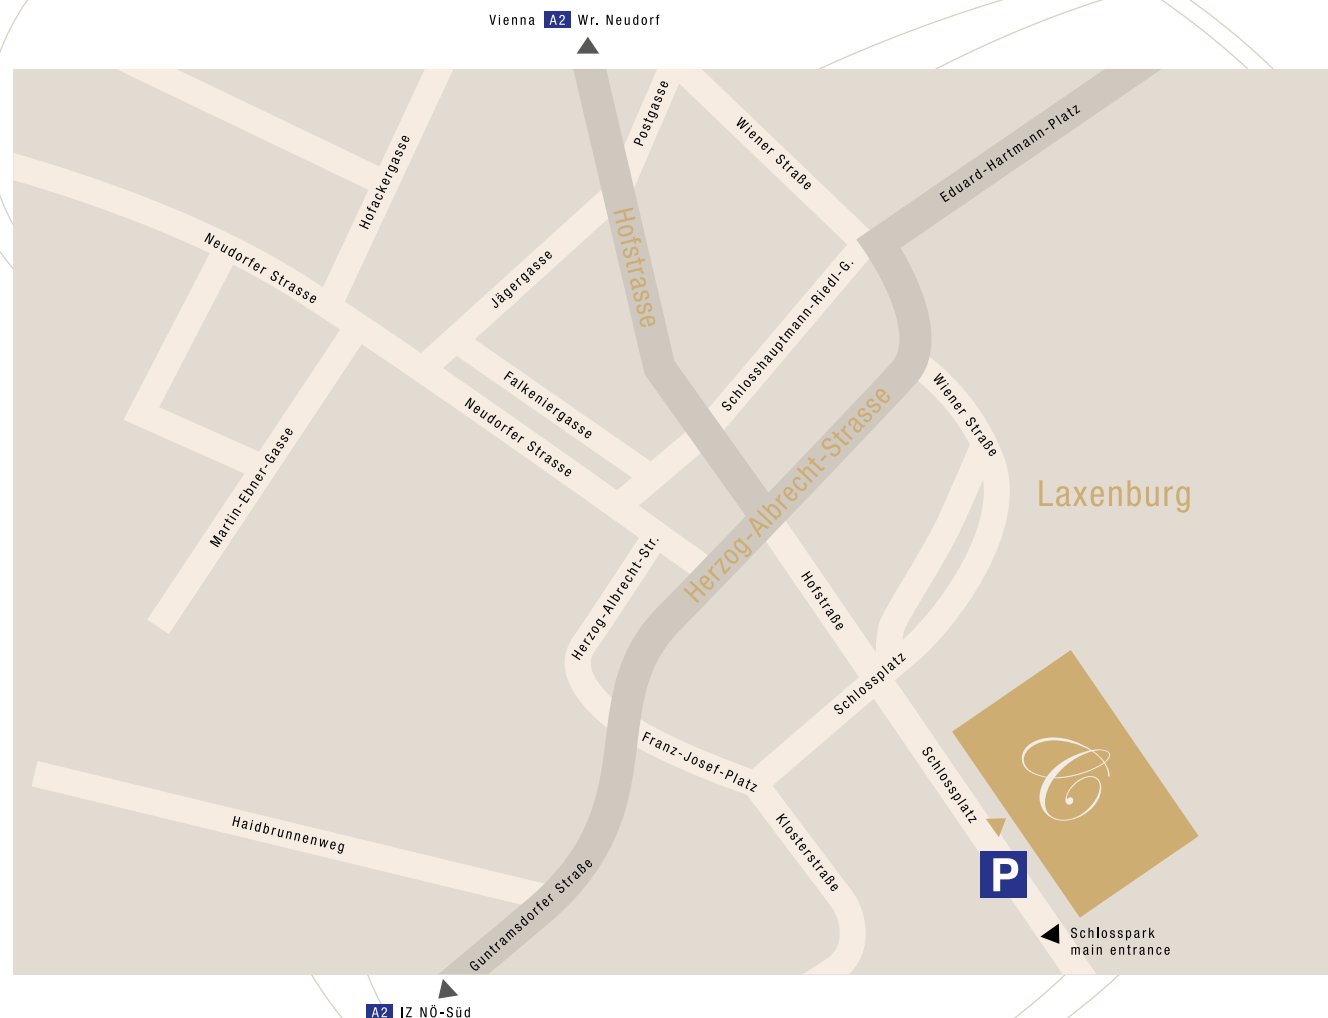 Vienna A2 Wr. Neudorf
Postgasse
Wiener Straße
Eduard-Hartmann-Platz
Hofackergasse
Hofstrasse
Neudorfer Strasse
Jägergasse
Schlosshauptmann-Riedl-G.
Falkeniergasse
Neudorfer Strasse
Herzog-Albrecht-Strasse
Wiener Straße
Martin-Ebner-Gasse
Laxenburg
Herzog-Albrecht-Str.
Hofstraße
Schlossplatz
Franz-Josef-Platz
Schlossplatz
C
Haidbrunnenweg
Klosterstraße
P
Guntramsdorfer Straße
Schlosspark
main entrance
A2 IZ NÖ-Süd